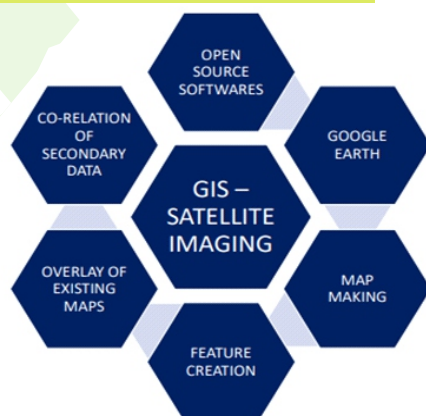 OPEN
SOURCE
SOFTWARES
CO-RELATION
OF
SECONDARY
DATA
GOOGLE
EARTH
GIS –
SATELLITE
IMAGING
OVERLAY OF
EXISTING
MAPS
MAP
MAKING
FEATURE
CREATION